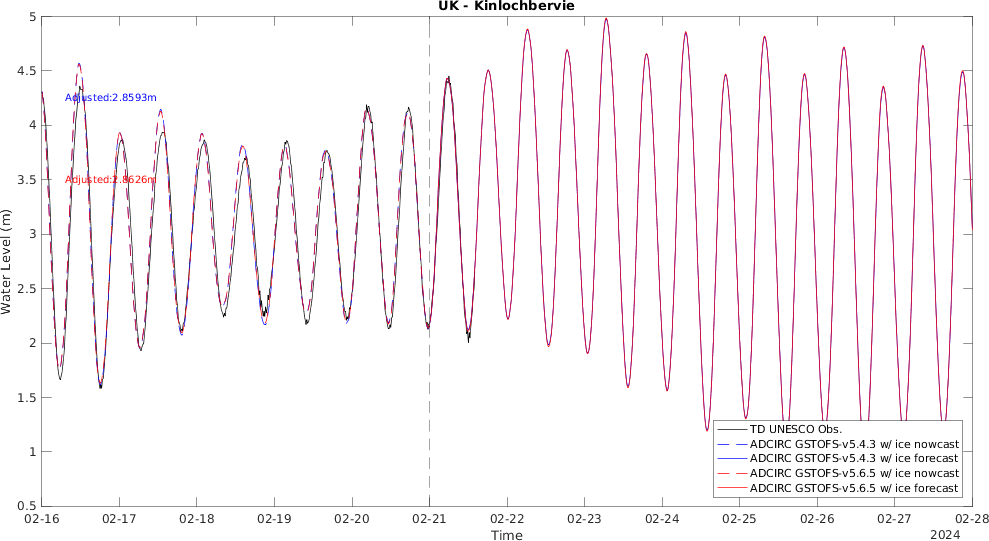 UK - Kinlochbervie
5
4.5
4
3.5
3
2.5
2
1.5
1
0.5
Water Level (m)
Adjusted:2.8593m
Adjusted:2.8626m
TD UNESCO Obs.
ADCIRC GSTOFS-v5.4.3 w/ ice nowcast
ADCIRC GSTOFS-v5.4.3 w/ ice forecast
ADCIRC GSTOFS-v5.6.5 w/ ice nowcast
ADCIRC GSTOFS-v5.6.5 w/ ice forecast
02-16 02-17 02-18 02-19 02-20 02-21 02-22 02-23 02-24 02-25 02-26 02-27 02-28
Time
2024